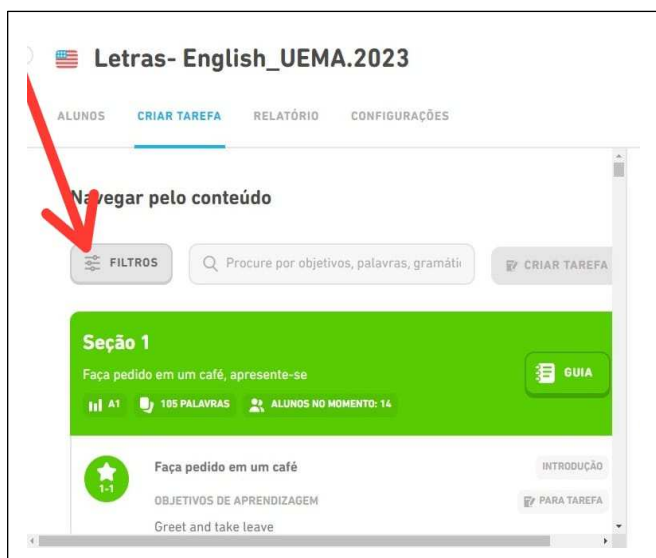 Letras- English_UEMA.2023
ALUNOS CRIAR TAREFA RELATÓRIO CONFIGURAÇÕES
Navegar pelo conteúdo
FILTROS Procure por objetivos, palavras, gramáti CRIAR TAREFA
Seção 1
Faça pedido em um café, apresente-se
GUIA
A1 105 PALAVRAS ALUNOS NO MOMENTO: 14
Faça pedido em um café INTRODUÇÃO
1-1
OBJETIVOS DE APRENDIZAGEM PARA TAREFA
Greet and take leave